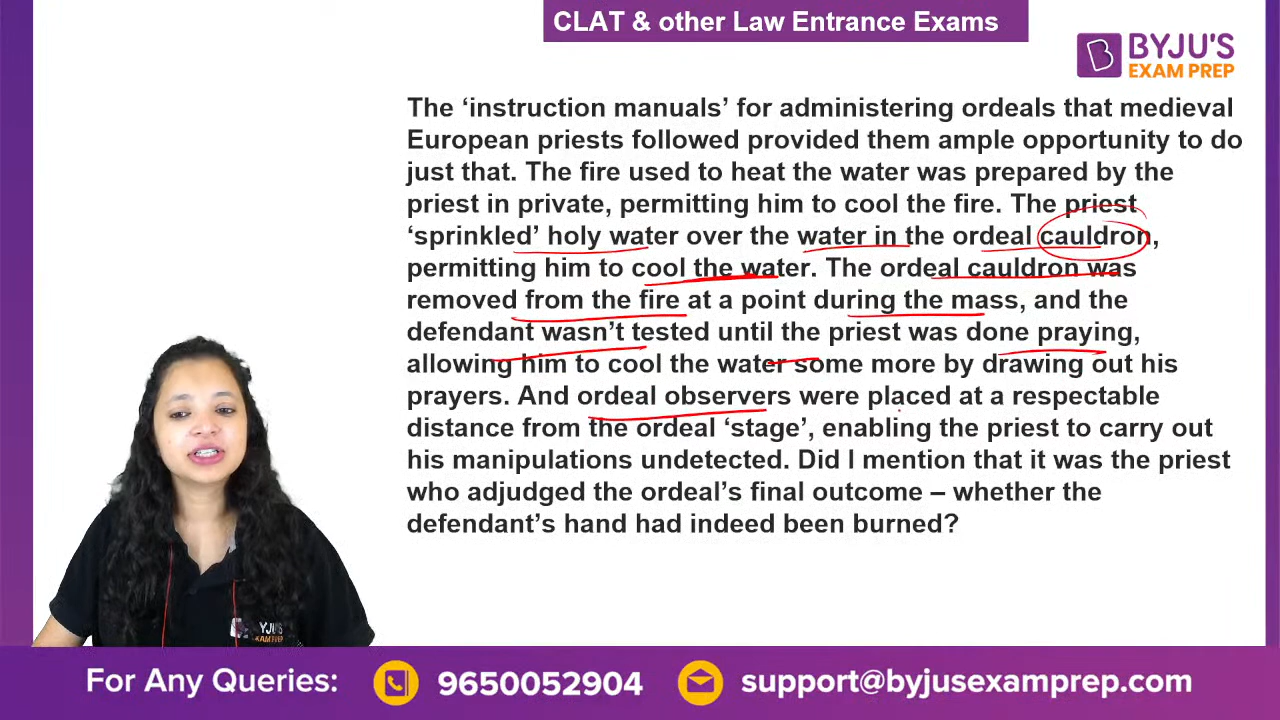 CLAT & other Law Entrance Exams
BYJU'S
EXAM PREP
The ‘instruction manuals’ for administering ordeals that medieval
European priests followed provided them ample opportunity to do
just that. The fire used to heat the water was prepared by the
priest in private, permitting him to cool the fire. The priest
‘sprinkled’ holy water over the water in the ordeal cauldron,
permitting him to cool the water. The ordeal cauldron was
removed from the fire at a point during the mass, and the
defendant wasn’t tested until the priest was done praying,
allowing him to cool the water some more by drawing out his
prayers. And ordeal observers were placed at a respectable
distance from the ordeal ‘stage’, enabling the priest to carry out
his manipulations undetected. Did I mention that it was the priest
who adjudged the ordeal’s final outcome – whether the
defendant’s hand had indeed been burned?
BYJU'S
EXAM PREP
For Any Queries: 9650052904 support@byjusexamprep.com